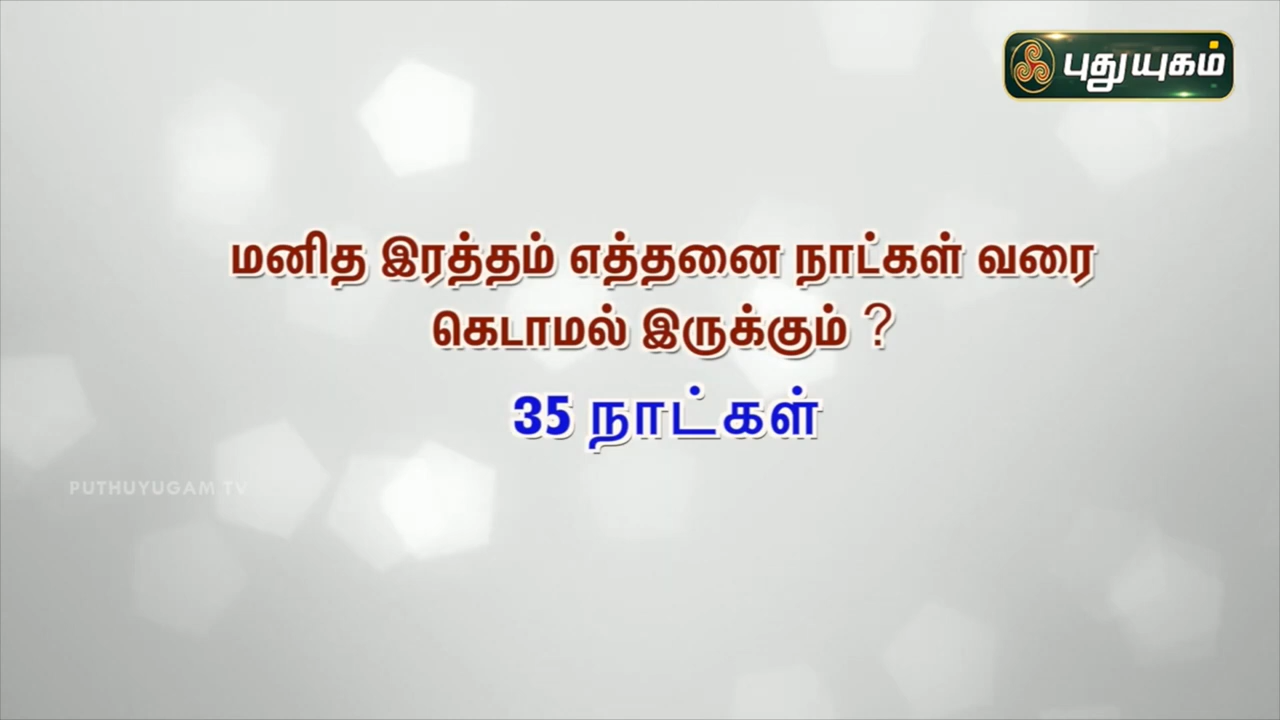 புதுயுகம்
மனித இரத்தம் எத்தனை நாட்கள் வரை
கெடாமல் இருக்கும் ?
35 நாட்கள்
PUTHUYUGAM TV